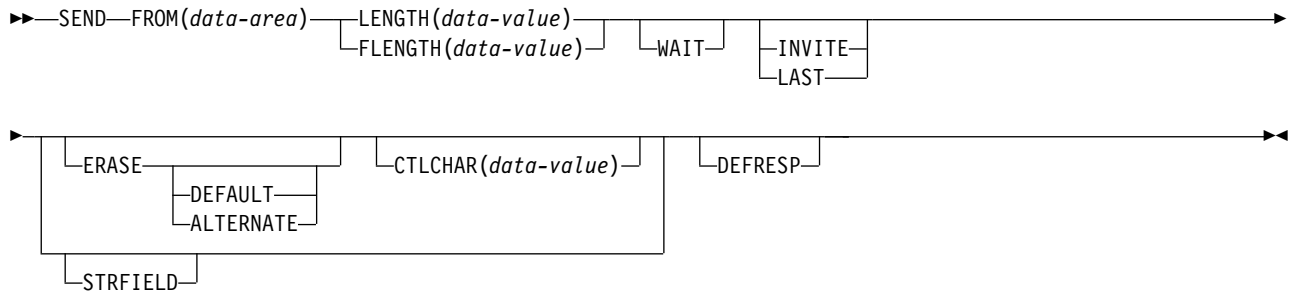 SEND FROM(data-area) LENGTH(data-value)
FLENGTH(data-value) WAIT INVITE
LAST
ERASE CTLCHAR(data-value) DEFRESP
DEFAULT
ALTERNATE
STRFIELD